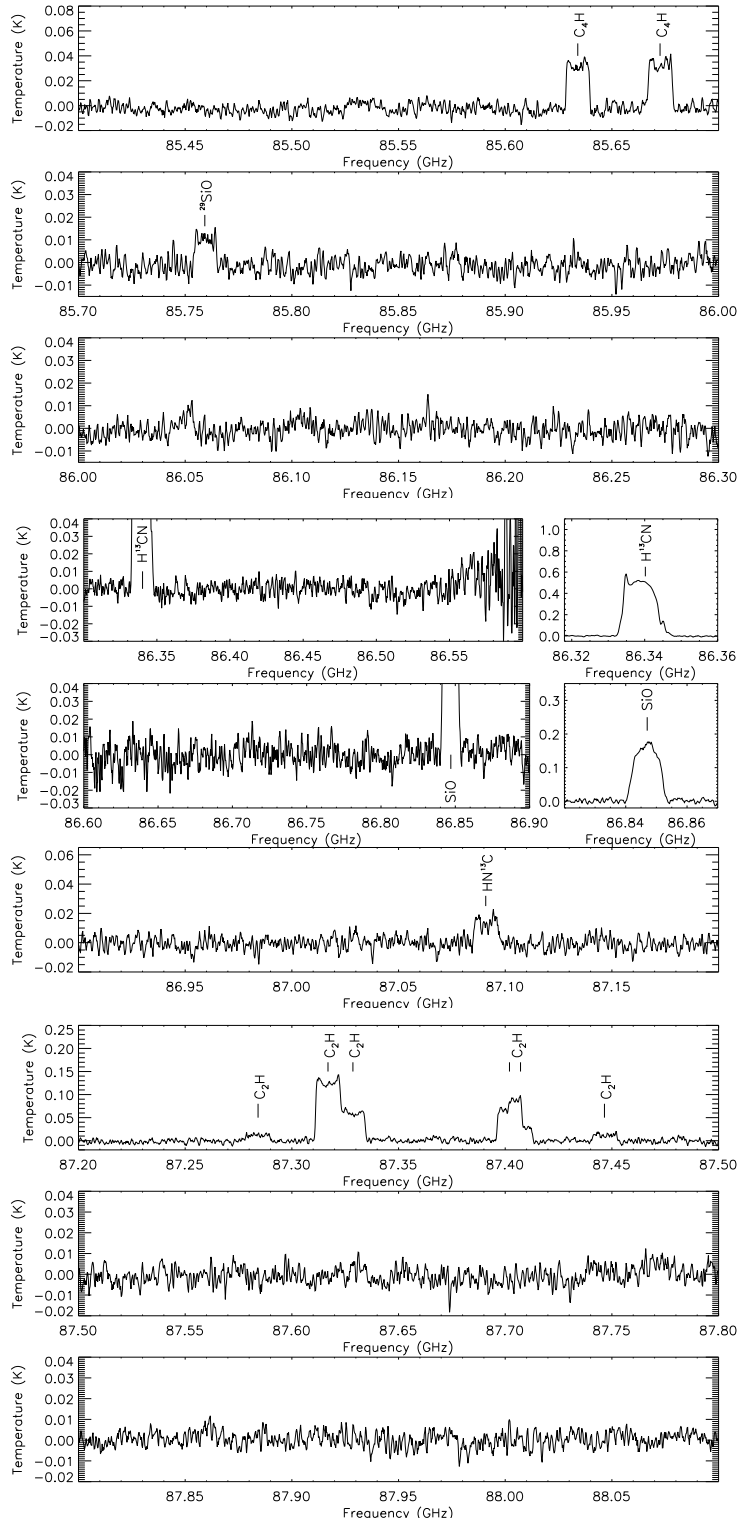 0.08
0.06
0.04
0.02
0.00
−0.02
Temperature (K)
C₄H
C₄H
85.45 85.50 85.55 85.60 85.65
Frequency (GHz)
0.04
0.03
0.02
0.01
0.00
−0.01
Temperature (K)
²⁹SiO
85.70 85.76 85.80 85.85 85.90 85.95 86.00
Frequency (GHz)
0.04
0.03
0.02
0.01
0.00
−0.01
Temperature (K)
86.00 86.05 86.10 86.15 86.20 86.25 86.30
Frequency (GHz)
0.04
0.03
0.02
0.01
0.00
−0.01
−0.02
−0.03
Temperature (K)
H¹³CN
86.35 86.40 86.45 86.50 86.55
Frequency (GHz)
1.0
0.8
0.6
0.4
0.2
0.0
H¹³CN
86.32 86.34 86.36
Frequency (GHz)
0.04
0.03
0.02
0.01
0.00
−0.01
−0.02
−0.03
Temperature (K)
SiO
86.60 86.65 86.70 86.75 86.80 86.85 86.90
Frequency (GHz)
0.3
0.2
0.1
0.0
SiO
86.84 86.86
Frequency (GHz)
0.06
0.04
0.02
0.00
−0.02
Temperature (K)
HN¹³C
86.95 87.00 87.05 87.10 87.15
Frequency (GHz)
0.25
0.20
0.15
0.10
0.05
0.00
Temperature (K)
C₂H
C₂H
C₂H
C₂H
C₂H
87.20 87.25 87.30 87.35 87.40 87.45 87.50
Frequency (GHz)
0.04
0.03
0.02
0.01
0.00
−0.01
−0.02
Temperature (K)
87.50 87.55 87.60 87.65 87.70 87.75 87.80
Frequency (GHz)
0.04
0.03
0.02
0.01
0.00
−0.01
−0.02
Temperature (K)
87.85 87.90 87.95 88.00 88.05
Frequency (GHz)